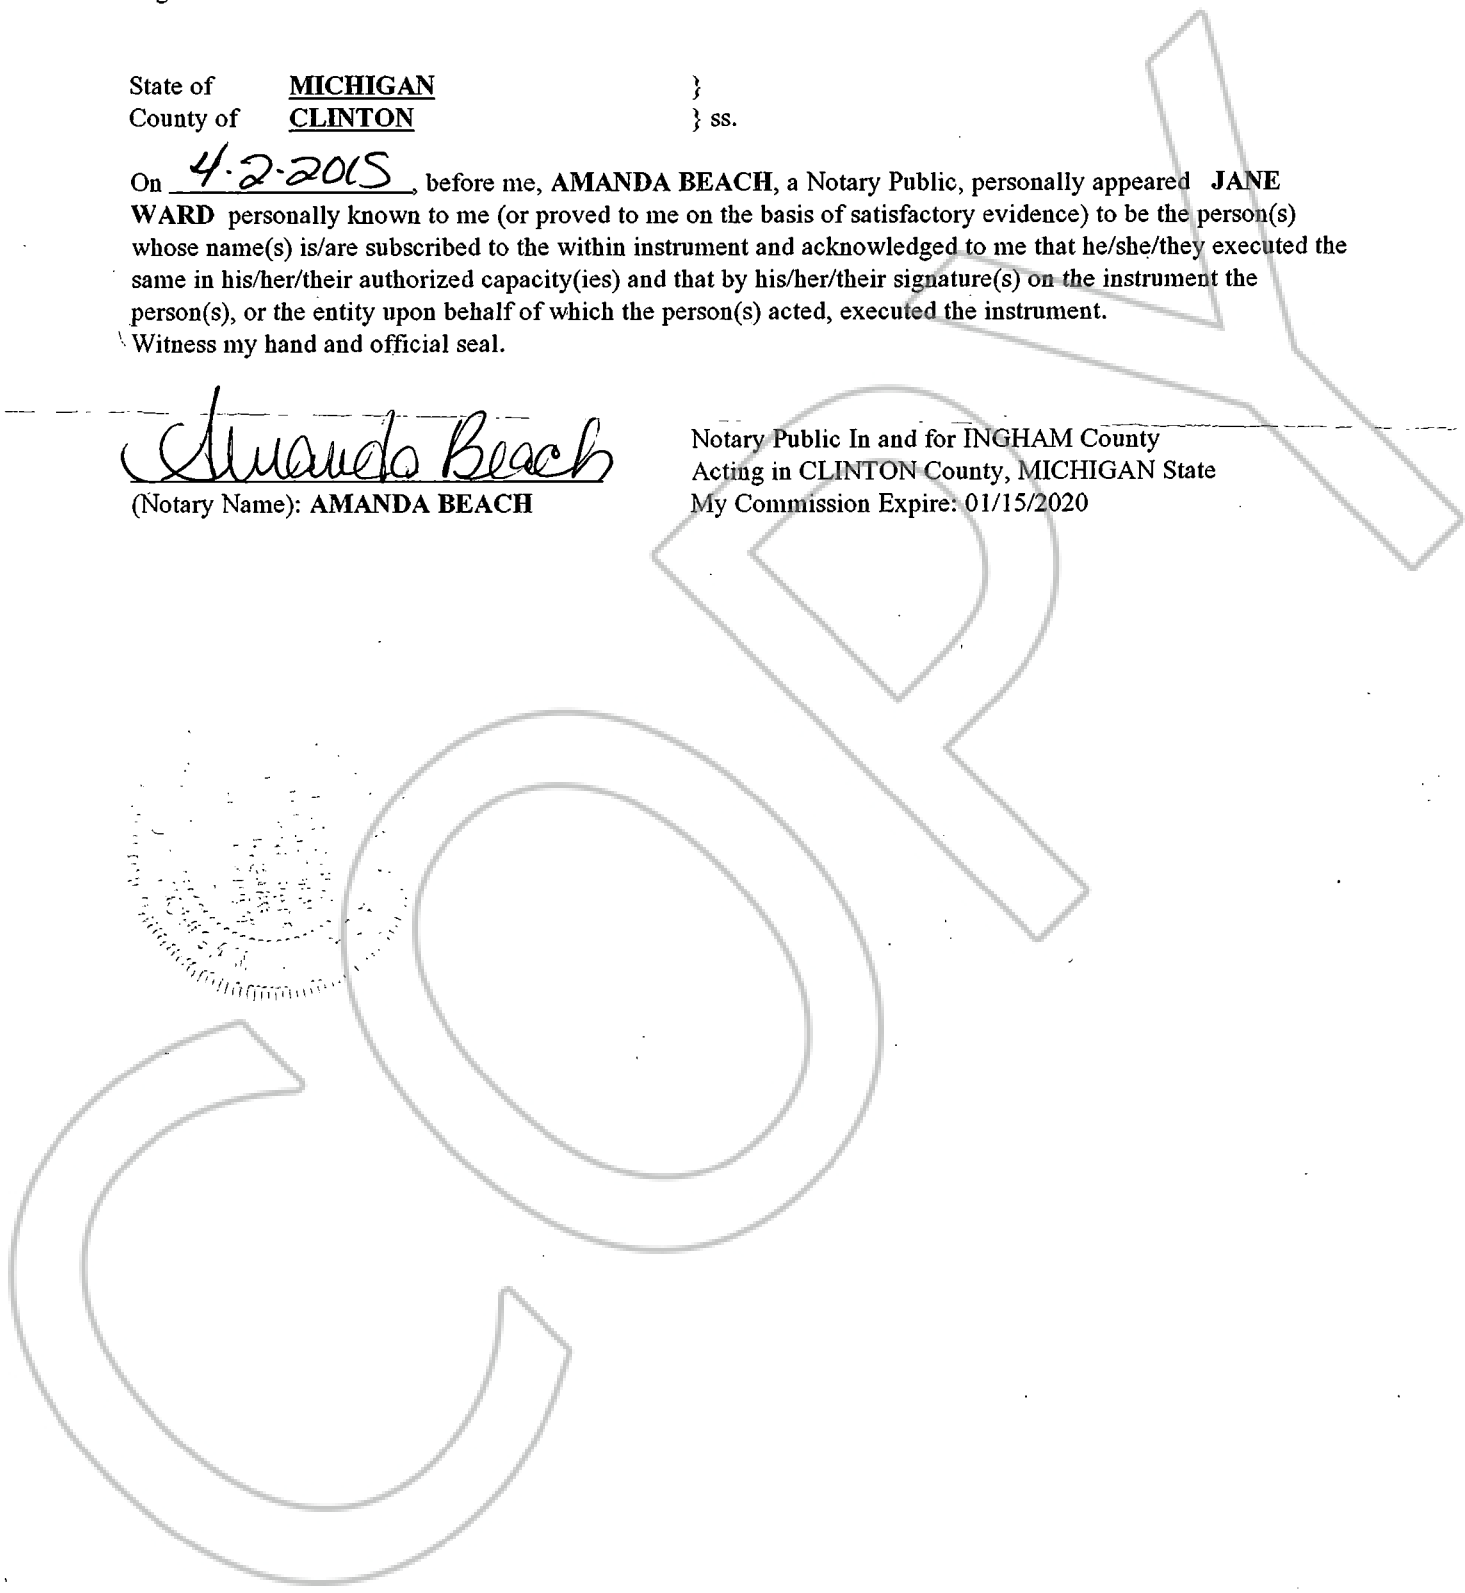 State of MICHIGAN }
County of CLINTON } ss.
On 4-2-2015, before me, AMANDA BEACH, a Notary Public, personally appeared JANE
WARD personally known to me (or proved to me on the basis of satisfactory evidence) to be the person(s)
whose name(s) is/are subscribed to the within instrument and acknowledged to me that he/she/they executed the
same in his/her/their authorized capacity(ies) and that by his/her/their signature(s) on the instrument the
person(s), or the entity upon behalf of which the person(s) acted, executed the instrument.
Witness my hand and official seal.
Amanda Beach
(Notary Name): AMANDA BEACH
Notary Public In and for INGHAM County
Acting in CLINTON County, MICHIGAN State
My Commission Expire: 01/15/2020
COPY